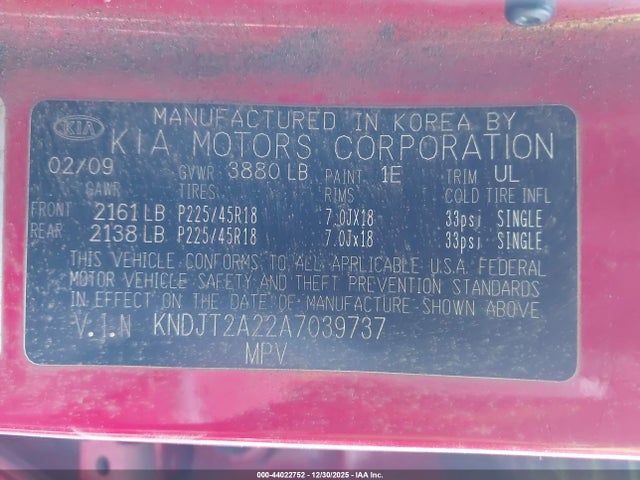 MANUFACTURED IN KOREA BY
KIA KIA MOTORS CORPORATION
02/09 GVWR 3880 LB PAINT 1E TRIM UL
GAWR TIRES RIMS COLD TIRE INFL
FRONT 2161 LB P225/45R18 7.0JX18 33psi SINGLE
REAR 2138 LB P225/45R18 7.0Jx18 33psi SINGLE
THIS VEHICLE CONFORMS TO ALL APPLICABLE U.S.A. FEDERAL
MOTOR VEHICLE SAFETY AND THEFT PREVENTION STANDARDS
IN EFFECT ON THE DATE OF MANUFACTURE SHOWN ABOVE.
V.I.N KNDJT2A22A7039737
MPV
000-44022752 - 12/30/2025 - IAA Inc.